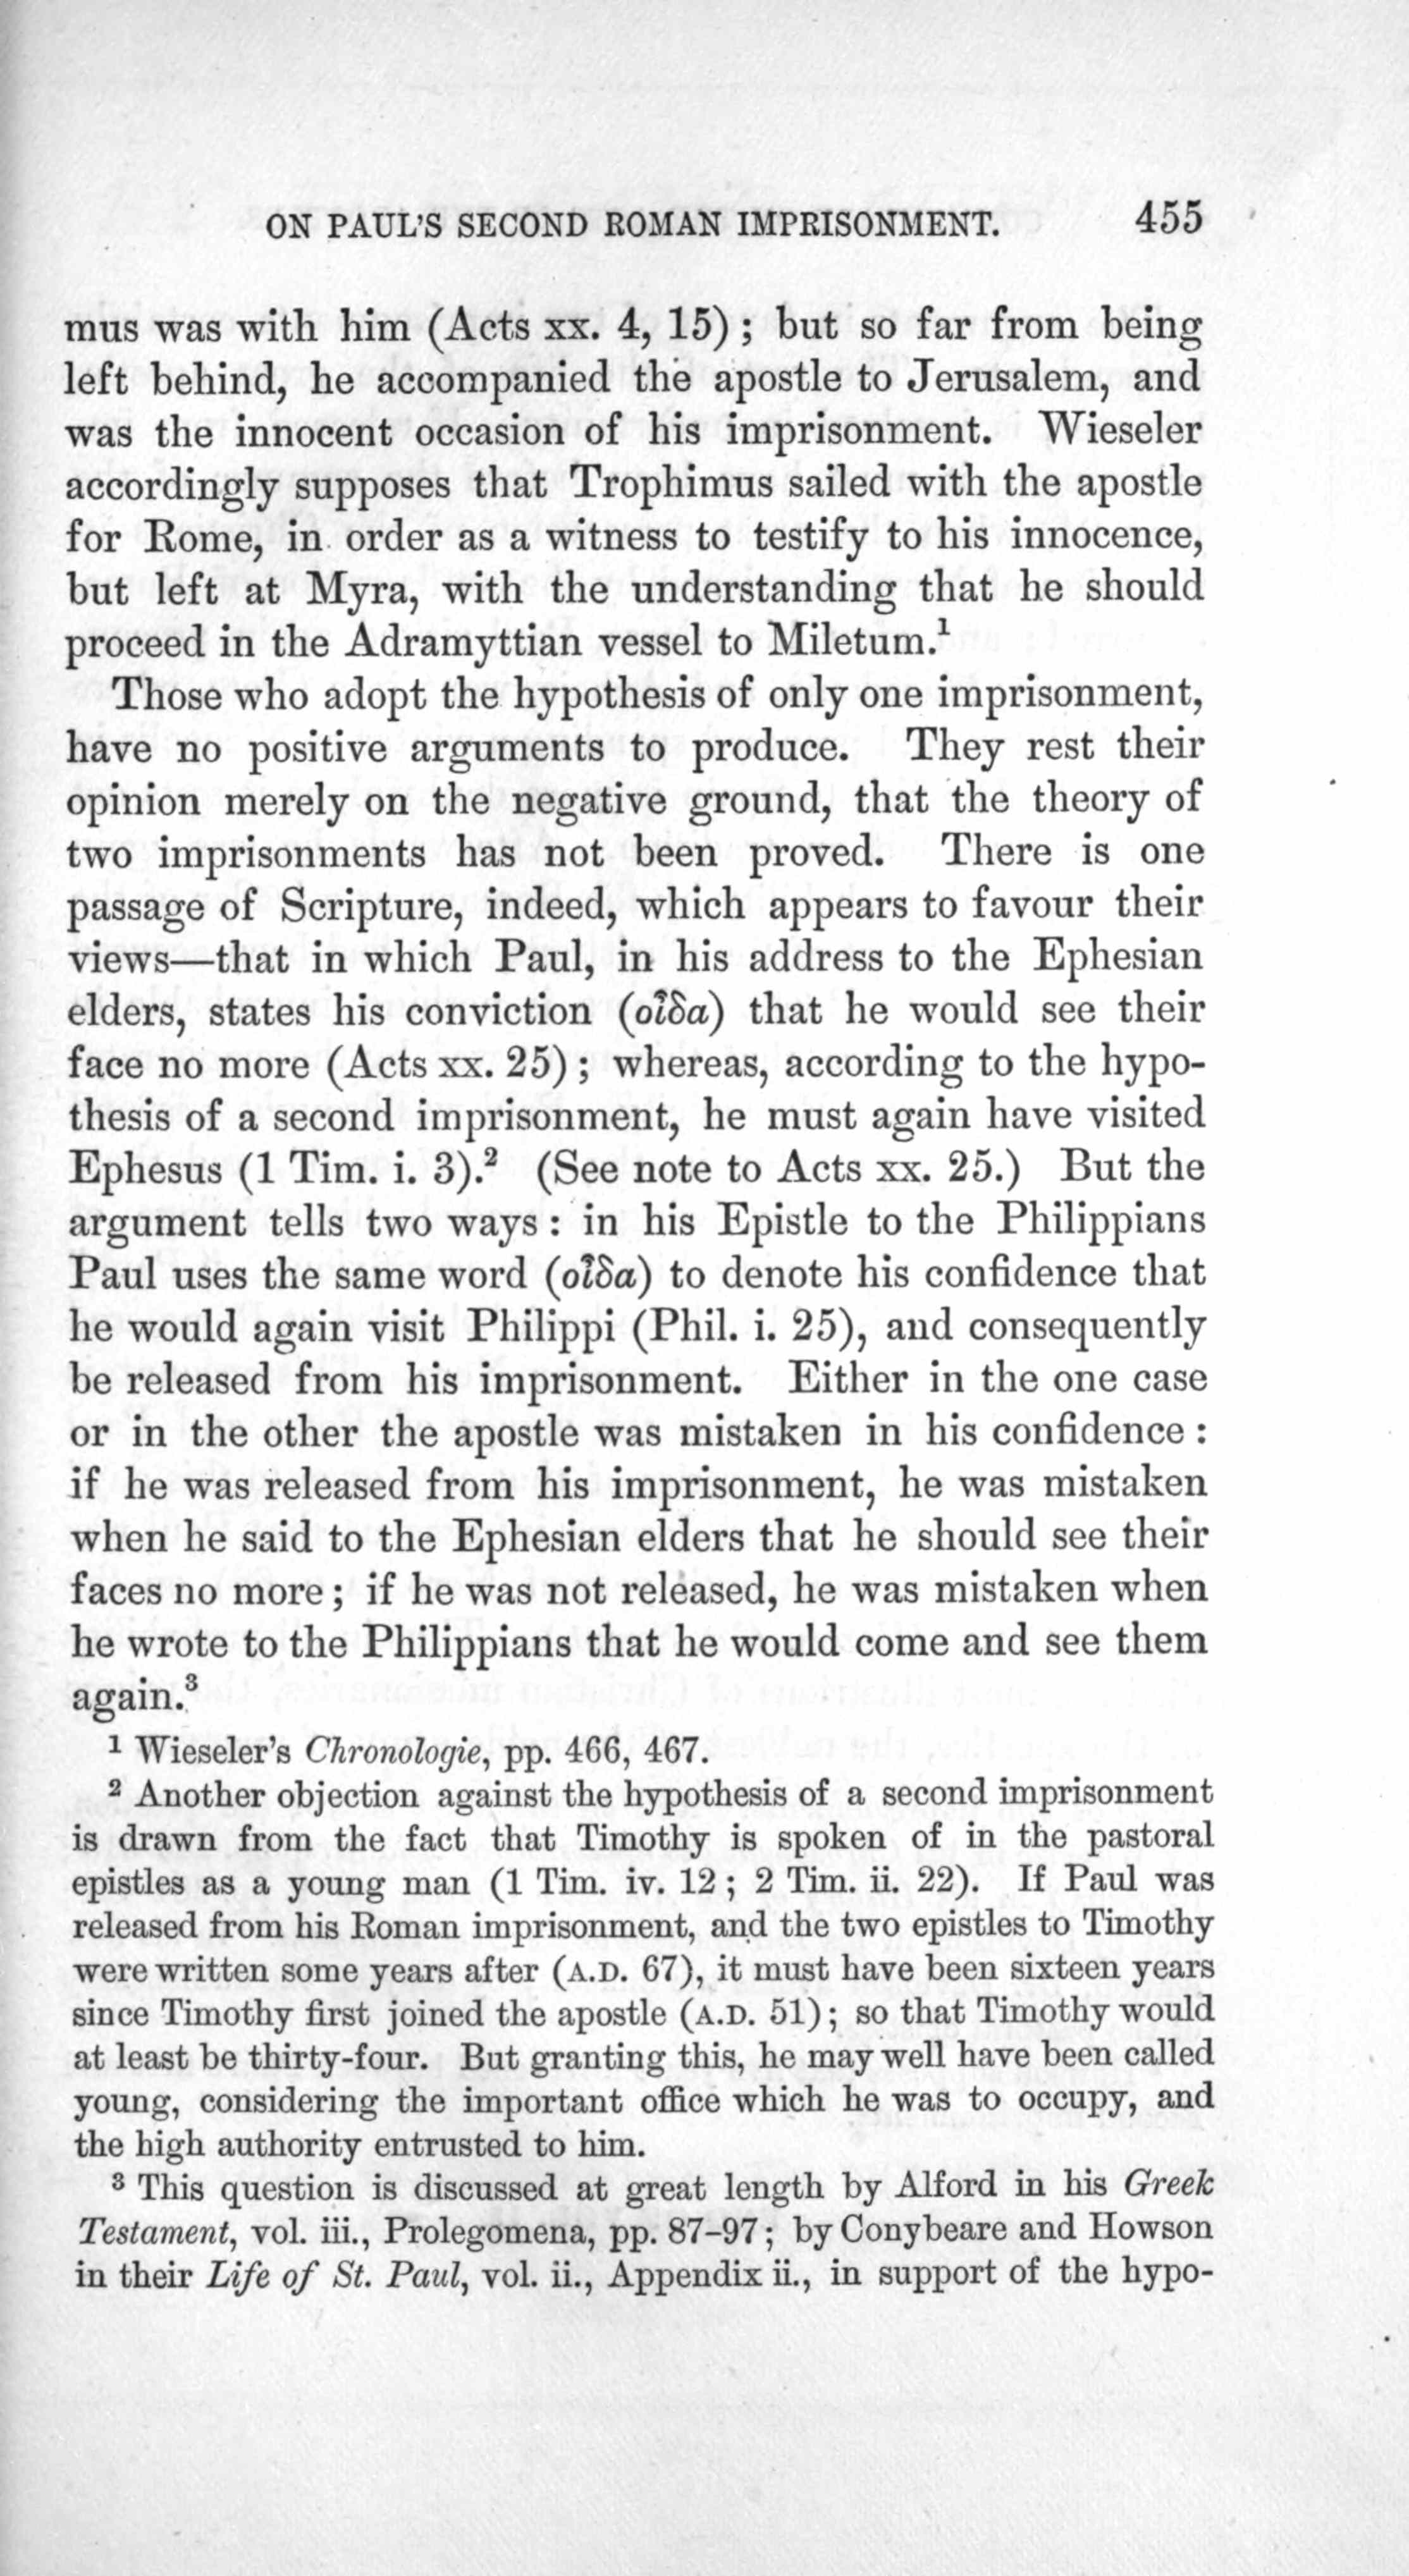 ON PAUL'S SECOND ROMAN IMPRISONMENT. 455
mus was with him (Acts xx. 4, 15); but so far from being
left behind, he accompanied the apostle to Jerusalem, and
was the innocent occasion of his imprisonment. Wieseler
accordingly supposes that Trophimus sailed with the apostle
for Rome, in order as a witness to testify to his innocence,
but left at Myra, with the understanding that he should
proceed in the Adramyttian vessel to Miletum.¹
Those who adopt the hypothesis of only one imprisonment,
have no positive arguments to produce. They rest their
opinion merely on the negative ground, that the theory of
two imprisonments has not been proved. There is one
passage of Scripture, indeed, which appears to favour their
views—that in which Paul, in his address to the Ephesian
elders, states his conviction (οἶδα) that he would see their
face no more (Acts xx. 25); whereas, according to the hypo-
thesis of a second imprisonment, he must again have visited
Ephesus (1 Tim. i. 3).² (See note to Acts xx. 25.) But the
argument tells two ways: in his Epistle to the Philippians
Paul uses the same word (οἶδα) to denote his confidence that
he would again visit Philippi (Phil. i. 25), and consequently
be released from his imprisonment. Either in the one case
or in the other the apostle was mistaken in his confidence:
if he was released from his imprisonment, he was mistaken
when he said to the Ephesian elders that he should see their
faces no more; if he was not released, he was mistaken when
he wrote to the Philippians that he would come and see them
again.³
¹ Wieseler's Chronologie, pp. 466, 467.
² Another objection against the hypothesis of a second imprisonment
is drawn from the fact that Timothy is spoken of in the pastoral
epistles as a young man (1 Tim. iv. 12; 2 Tim. ii. 22). If Paul was
released from his Roman imprisonment, and the two epistles to Timothy
were written some years after (A.D. 67), it must have been sixteen years
since Timothy first joined the apostle (A.D. 51); so that Timothy would
at least be thirty-four. But granting this, he may well have been called
young, considering the important office which he was to occupy, and
the high authority entrusted to him.
³ This question is discussed at great length by Alford in his Greek
Testament, vol. iii., Prolegomena, pp. 87-97; by Conybeare and Howson
in their Life of St. Paul, vol. ii., Appendix ii., in support of the hypo-